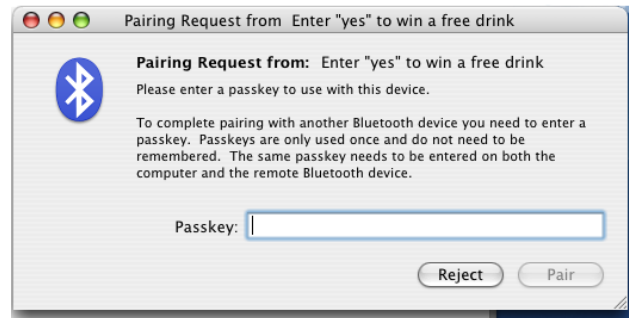 Pairing Request from  Enter "yes" to win a free drink
Pairing Request from:  Enter "yes" to win a free drink
Please enter a passkey to use with this device.
To complete pairing with another Bluetooth device you need to enter a
passkey.  Passkeys are only used once and do not need to be
remembered.  The same passkey needs to be entered on both the
computer and the remote Bluetooth device.
Passkey:
Reject Pair